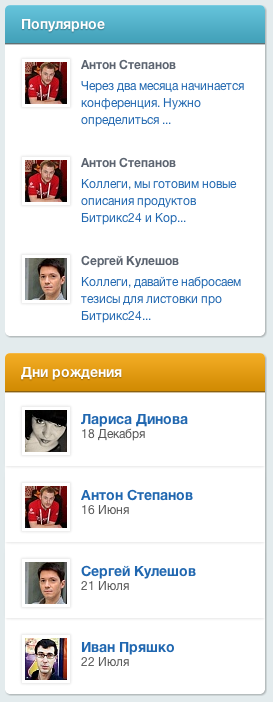 Популярное
Антон Степанов
Через два месяца начинается
конференция. Нужно
определиться ...
Антон Степанов
Коллеги, мы готовим новые
описания продуктов
Битрикс24 и Кор...
Сергей Кулешов
Коллеги, давайте набросаем
тезисы для листовки про
Битрикс24...
Дни рождения
Лариса Динова
18 Декабря
Антон Степанов
16 Июня
Сергей Кулешов
21 Июля
Иван Пряшко
22 Июля